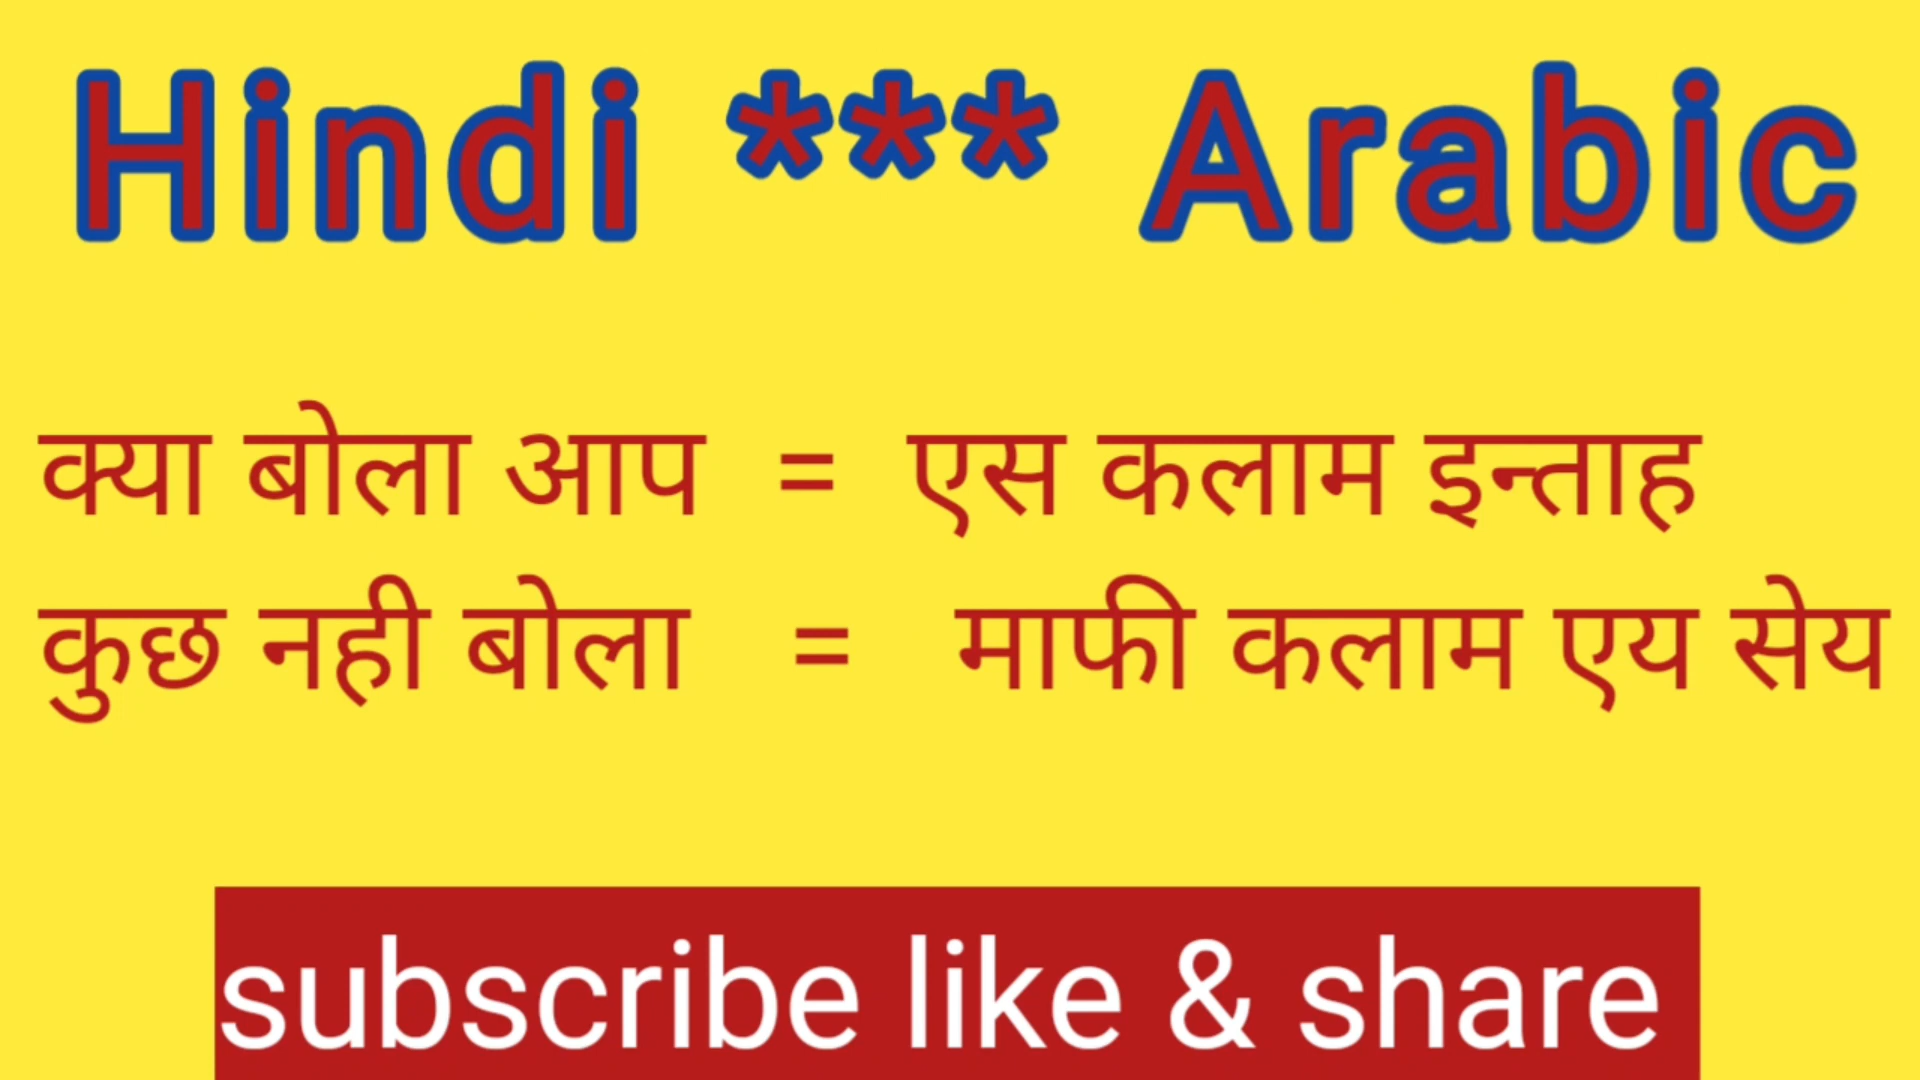 Hindi *** Arabic
क्या बोला आप = एस कलाम इन्ताह
कुछ नही बोला = माफी कलाम एय सेय
subscribe like & share